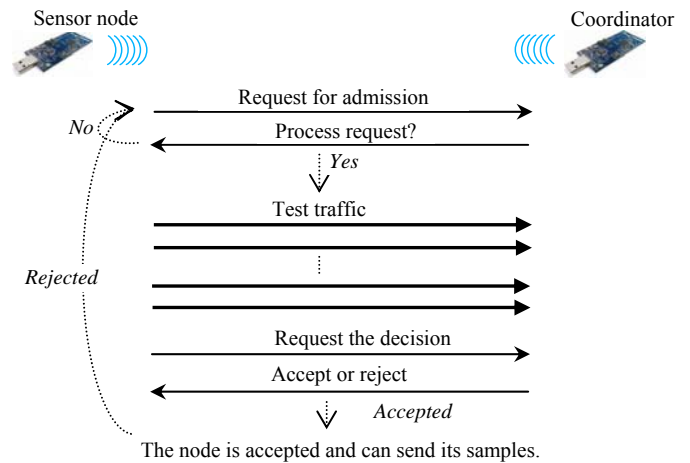 Sensor node
Coordinator
Request for admission
No
Process request?
Yes
Test traffic
Rejected
Request the decision
Accept or reject
Accepted
The node is accepted and can send its samples.